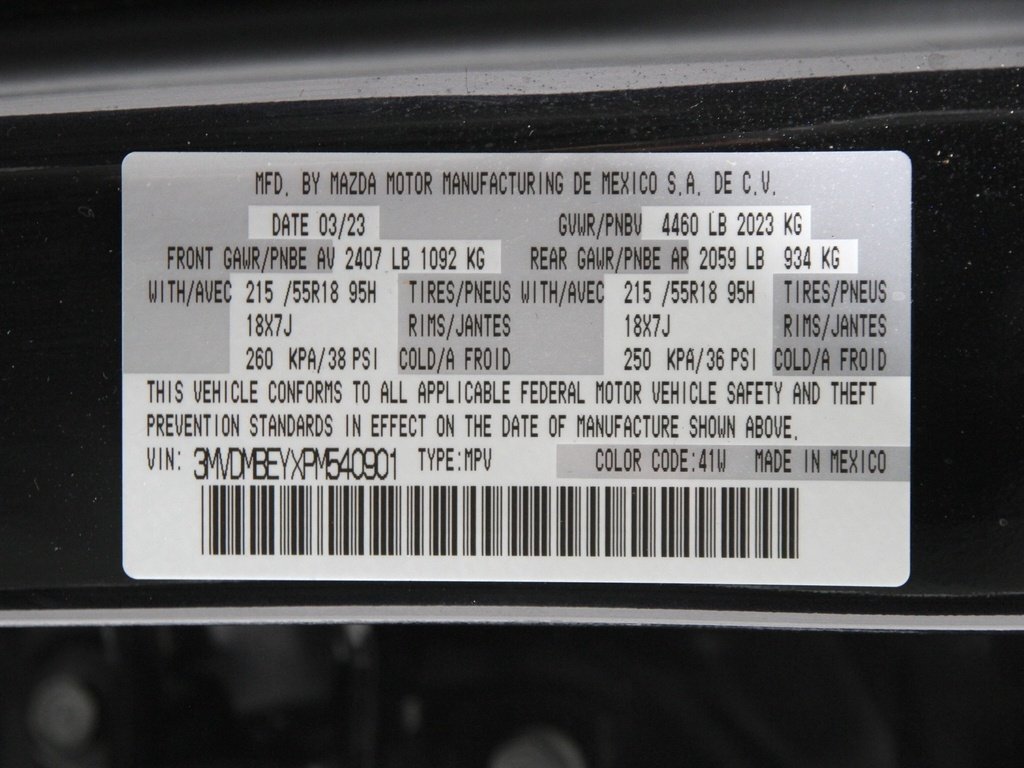 MFD. BY MAZDA MOTOR MANUFACTURING DE MEXICO S.A. DE C.V.
DATE 03/23 GVWR/PNBV 4460 LB 2023 KG
FRONT GAWR/PNBE AV 2407 LB 1092 KG REAR GAWR/PNBE AR 2059 LB 934 KG
WITH/AVEC 215 /55R18 95H TIRES/PNEUS WITH/AVEC 215 /55R18 95H TIRES/PNEUS
18X7J RIMS/JANTES 18X7J RIMS/JANTES
260 KPA/38 PSI COLD/A FROID 250 KPA/36 PSI COLD/A FROID
THIS VEHICLE CONFORMS TO ALL APPLICABLE FEDERAL MOTOR VEHICLE SAFETY AND THEFT
PREVENTION STANDARDS IN EFFECT ON THE DATE OF MANUFACTURE SHOWN ABOVE.
VIN: 3MVDMBEYXPM540901 TYPE:MPV COLOR CODE:41W MADE IN MEXICO